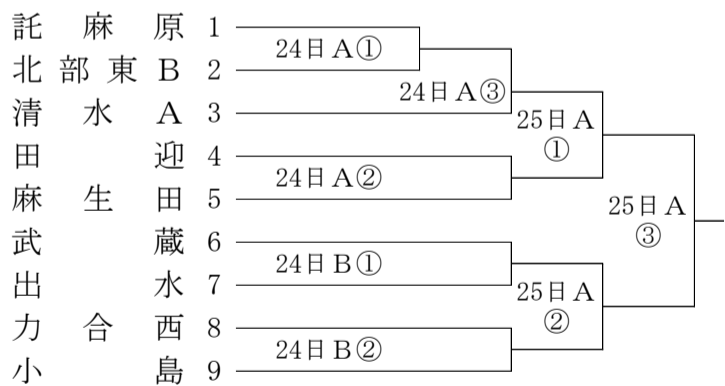 託麻原 1
24日A①
北部東B 2
24日A③
清水A 3
25日A
①
田迎 4
24日A②
麻生田 5
25日A
③
武蔵 6
24日B①
出水 7
25日A
②
力合西 8
24日B②
小島 9